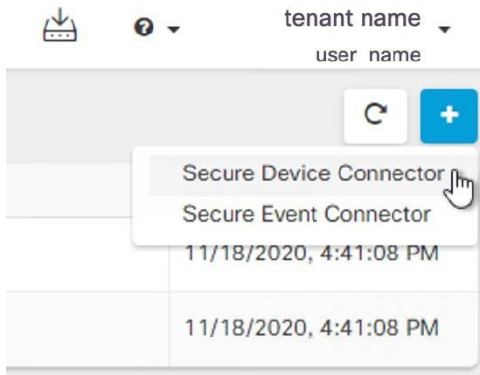 tenant name
user name
Secure Device Connector
Secure Event Connector
11/18/2020, 4:41:08 PM
11/18/2020, 4:41:08 PM